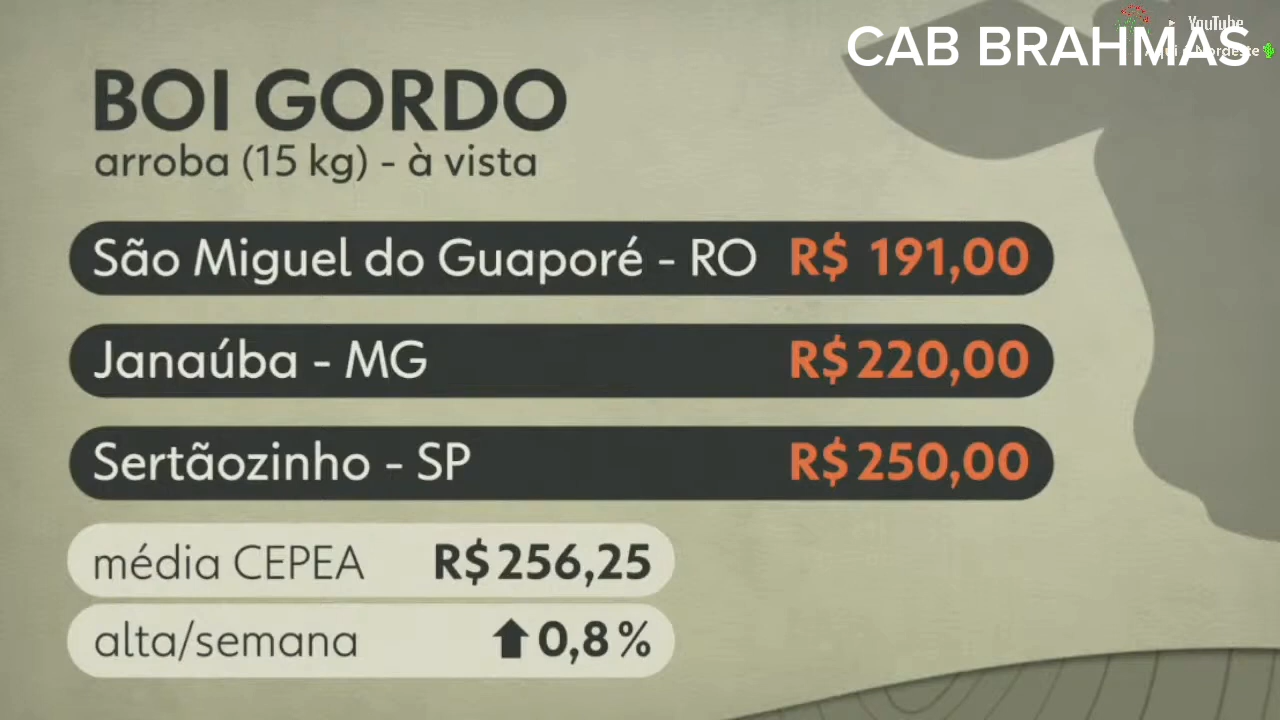 YouTube
CAB BRAHMAS
BOI GORDO
arroba (15 kg) - à vista
São Miguel do Guaporé - RO R$ 191,00
Janaúba - MG R$ 220,00
Sertãozinho - SP R$ 250,00
média CEPEA R$ 256,25
alta/semana 0,8%